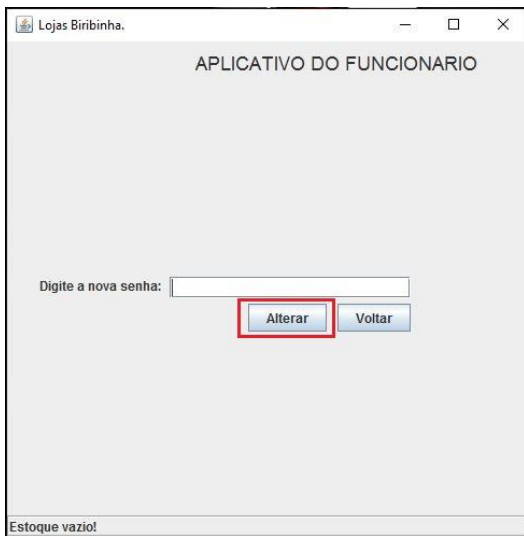 Lojas Biribinha.
APLICATIVO DO FUNCIONARIO
Digite a nova senha:
Alterar Voltar
Estoque vazio!